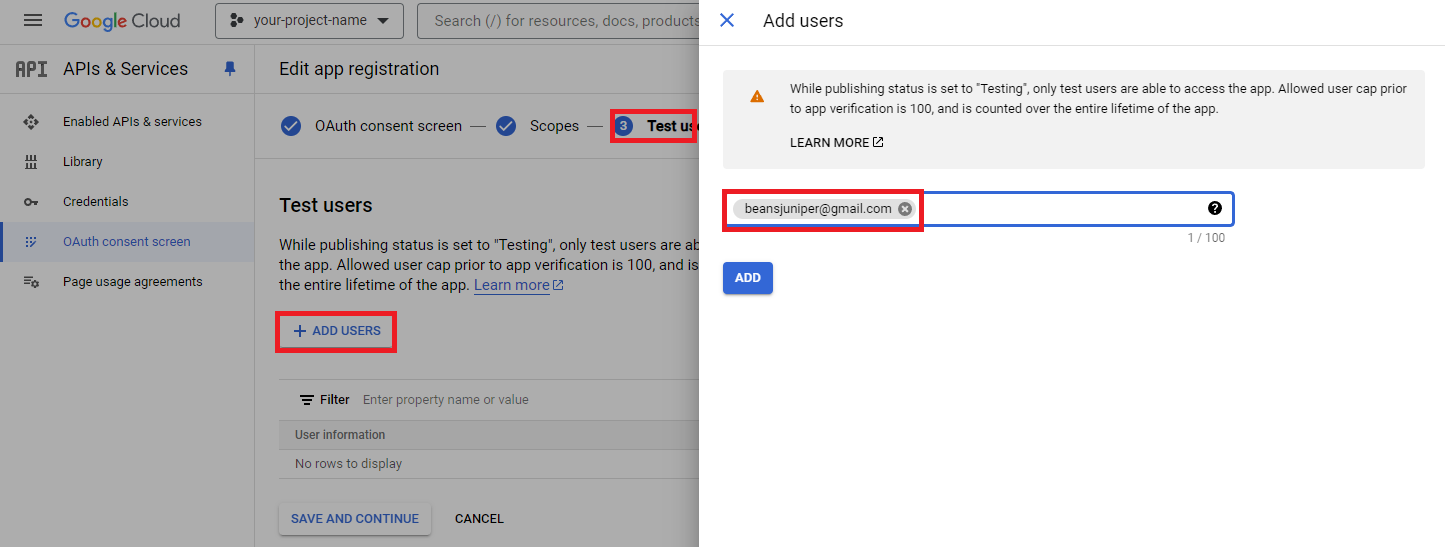 Google Cloud
your-project-name
Search (/) for resources, docs, products
API
APIs & Services
Enabled APIs & services
Library
Credentials
OAuth consent screen
Page usage agreements
Edit app registration
OAuth consent screen
Scopes
3
Test use
Test users
While publishing status is set to "Testing", only test users are ab
the app. Allowed user cap prior to app verification is 100, and is
the entire lifetime of the app. Learn more
ADD USERS
Filter
Enter property name or value
User information
No rows to display
SAVE AND CONTINUE
CANCEL
Add users
While publishing status is set to "Testing", only test users are able to access the app. Allowed user cap prior
to app verification is 100, and is counted over the entire lifetime of the app.
LEARN MORE
beansjuniper@gmail.com
1 / 100
ADD